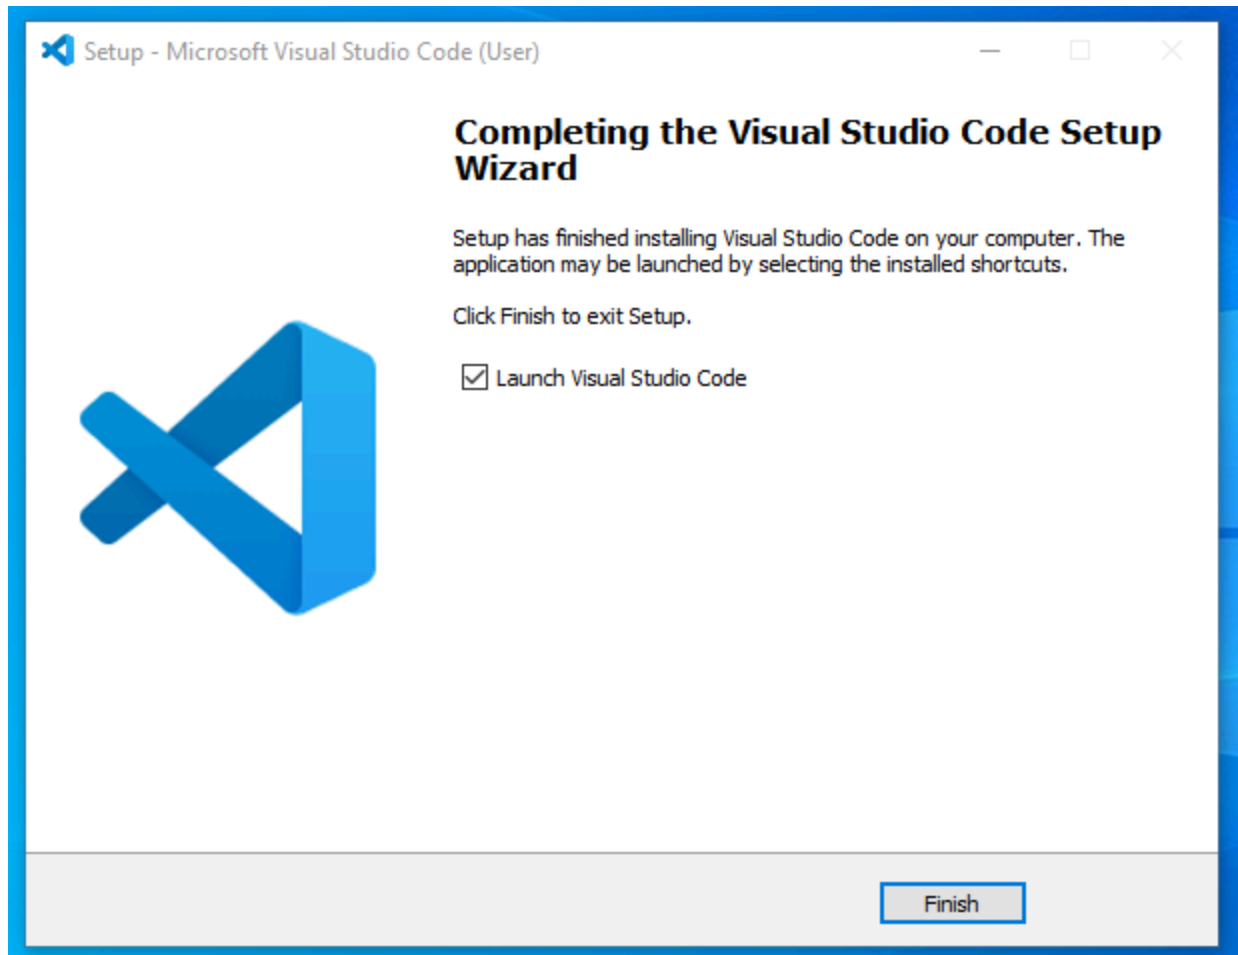 Setup - Microsoft Visual Studio Code (User)
Completing the Visual Studio Code Setup
Wizard
Setup has finished installing Visual Studio Code on your computer. The
application may be launched by selecting the installed shortcuts.
Click Finish to exit Setup.
Launch Visual Studio Code
Finish